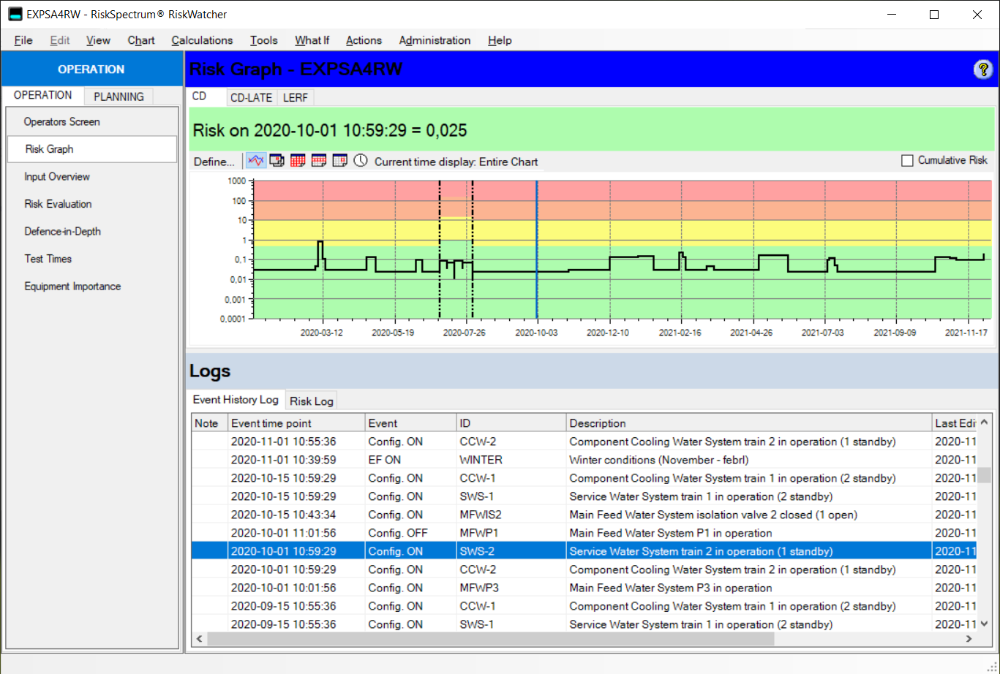 EXPSA4RW - RiskSpectrum® RiskWatcher
File Edit View Chart Calculations Tools What If Actions Administration Help
OPERATION
OPERATION PLANNING
Operators Screen
Risk Graph
Input Overview
Risk Evaluation
Defence-in-Depth
Test Times
Equipment Importance
Risk Graph - EXPSA4RW
CD CD-LATE LERF
Risk on 2020-10-01 10:59:29 = 0,025
Define... Current time display: Entire Chart Cumulative Risk
1000
100
10
1
0,1
0,01
0,001
0,0001
2020-03-12 2020-05-19 2020-07-26 2020-10-03 2020-12-10 2021-02-16 2021-04-26 2021-07-03 2021-09-09 2021-11-17
Logs
Event History Log Risk Log
Note Event time point Event ID Description Last Edi
2020-11-01 10:55:36 Config. ON CCW-2 Component Cooling Water System train 2 in operation (1 standby) 2020-11
2020-11-01 10:39:59 EF ON WINTER Winter conditions (November - febrl) 2020-11
2020-10-15 10:59:29 Config. ON CCW-1 Component Cooling Water System train 1 in operation (2 standby) 2020-11
2020-10-15 10:59:29 Config. ON SWS-1 Service Water System train 1 in operation (2 standby) 2020-11
2020-10-15 10:43:34 Config. ON MFWIS2 Main Feed Water System isolation valve 2 closed (1 open) 2020-11
2020-10-01 11:01:56 Config. OFF MFWP1 Main Feed Water System P1 in operation 2020-11
2020-10-01 10:59:29 Config. ON SWS-2 Service Water System train 2 in operation (1 standby) 2020-11
2020-10-01 10:59:29 Config. ON CCW-2 Component Cooling Water System train 2 in operation (1 standby) 2020-11
2020-10-01 10:01:56 Config. ON MFWP3 Main Feed Water System P3 in operation 2020-11
2020-09-15 10:55:36 Config. ON CCW-1 Component Cooling Water System train 1 in operation (2 standby) 2020-11
2020-09-15 10:55:36 Config. ON SWS-1 Service Water System train 1 in operation (2 standby) 2020-11